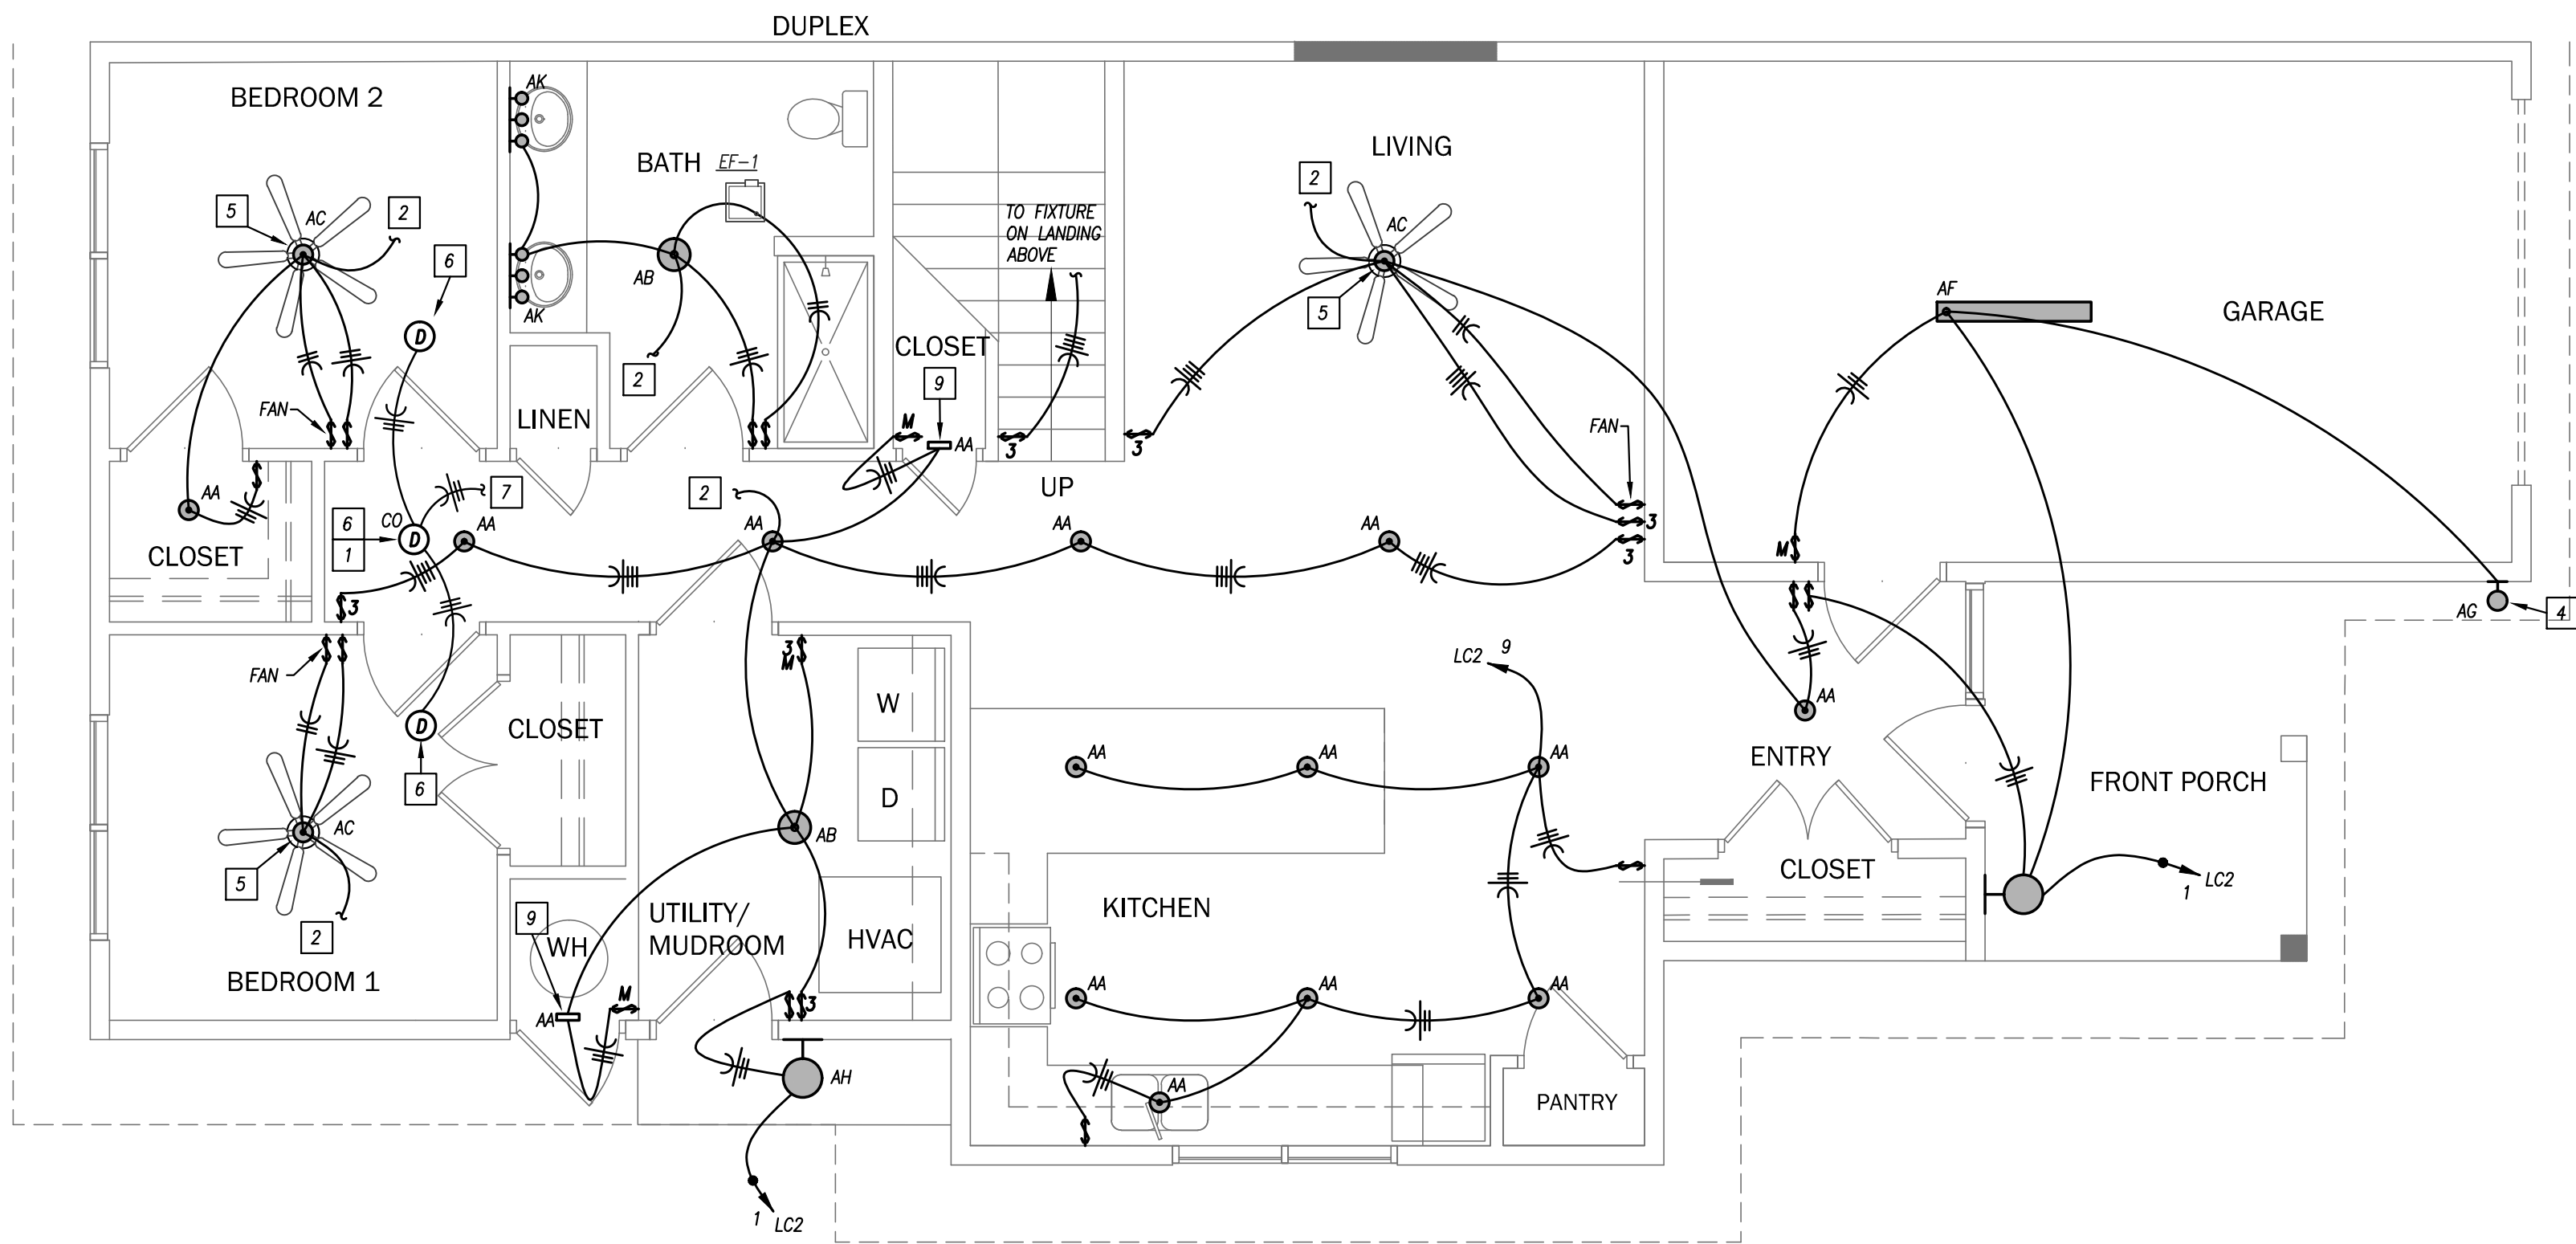 DUPLEX
BEDROOM 2
AK
BATH
EF-1
LIVING
2
5
AC
2
6
AB
TO FIXTURE
ON LANDING
ABOVE
AC
5
AF
GARAGE
D
AK
2
CLOSET
9
FAN
LINEN
M
AA
3
3
FAN
AA
7
2
UP
6
1
CO
D
AA
AA
AA
AA
3
3
M
CLOSET
3
AG
4
FAN
3
M
LC2
9
W
AA
D
CLOSET
AA
AA
AA
ENTRY
6
D
FRONT PORCH
AC
AB
5
CLOSET
LC2
1
2
9
WH
UTILITY/
MUDROOM
HVAC
KITCHEN
BEDROOM 1
AA
M
3
AA
AA
AA
AH
AA
PANTRY
1
LC2